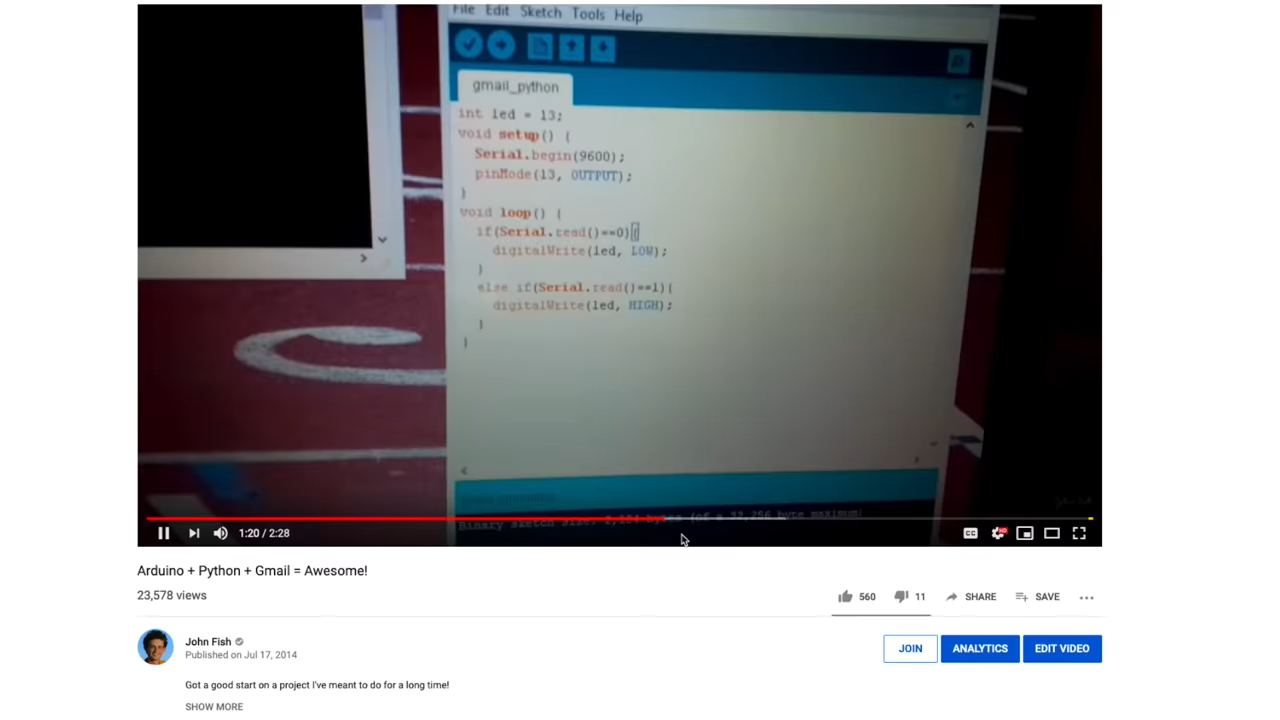 File Edit Sketch Tools Help
gmail_python
int led = 13;
void setup() {
Serial.begin(9600);
pinMode(13, OUTPUT);
}
void loop() {
if(Serial.read()==0){
digitalWrite(led, LOW);
}
else if(Serial.read()==1){
digitalWrite(led, HIGH);
}
}
Binary sketch size: bytes (of a 32,256 byte maximum)
1:20 / 2:28
CC
HD
Arduino + Python + Gmail = Awesome!
23,578 views
560 11 SHARE SAVE
John Fish
Published on Jul 17, 2014
JOIN ANALYTICS EDIT VIDEO
Got a good start on a project I've meant to do for a long time!
SHOW MORE